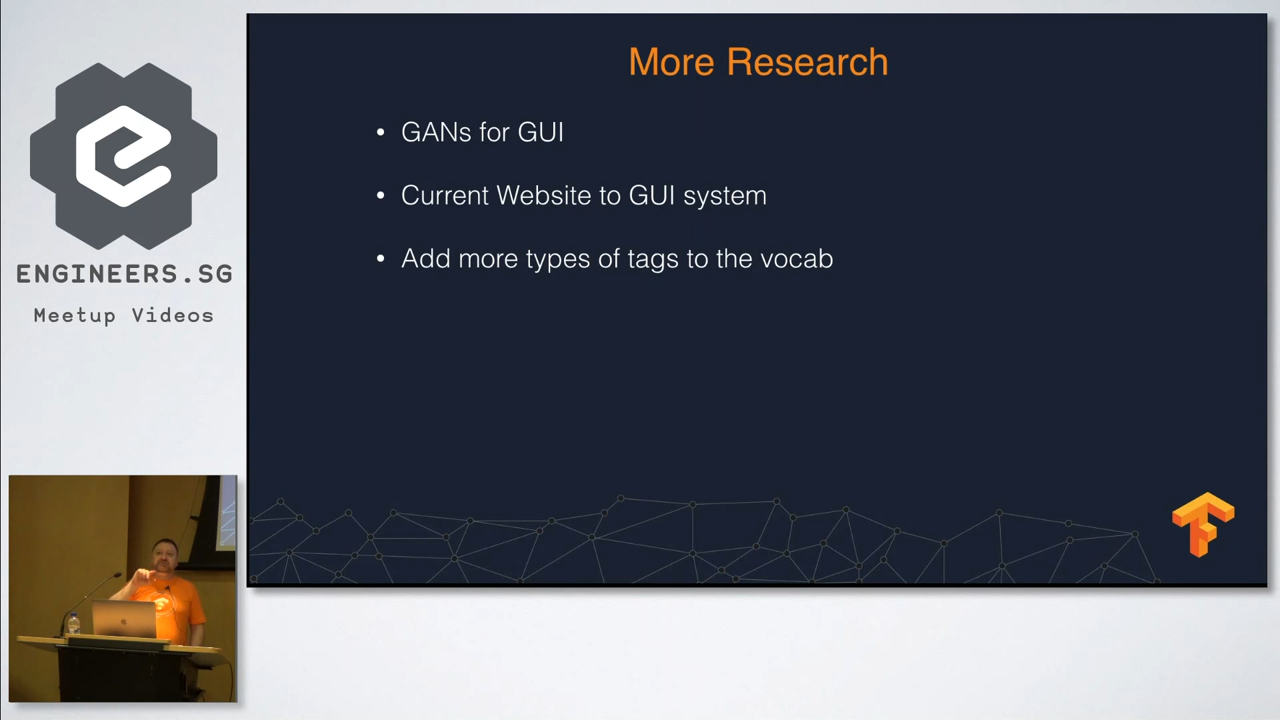 More Research
• GANs for GUI
• Current Website to GUI system
• Add more types of tags to the vocab
ENGINEERS.SG
Meetup Videos